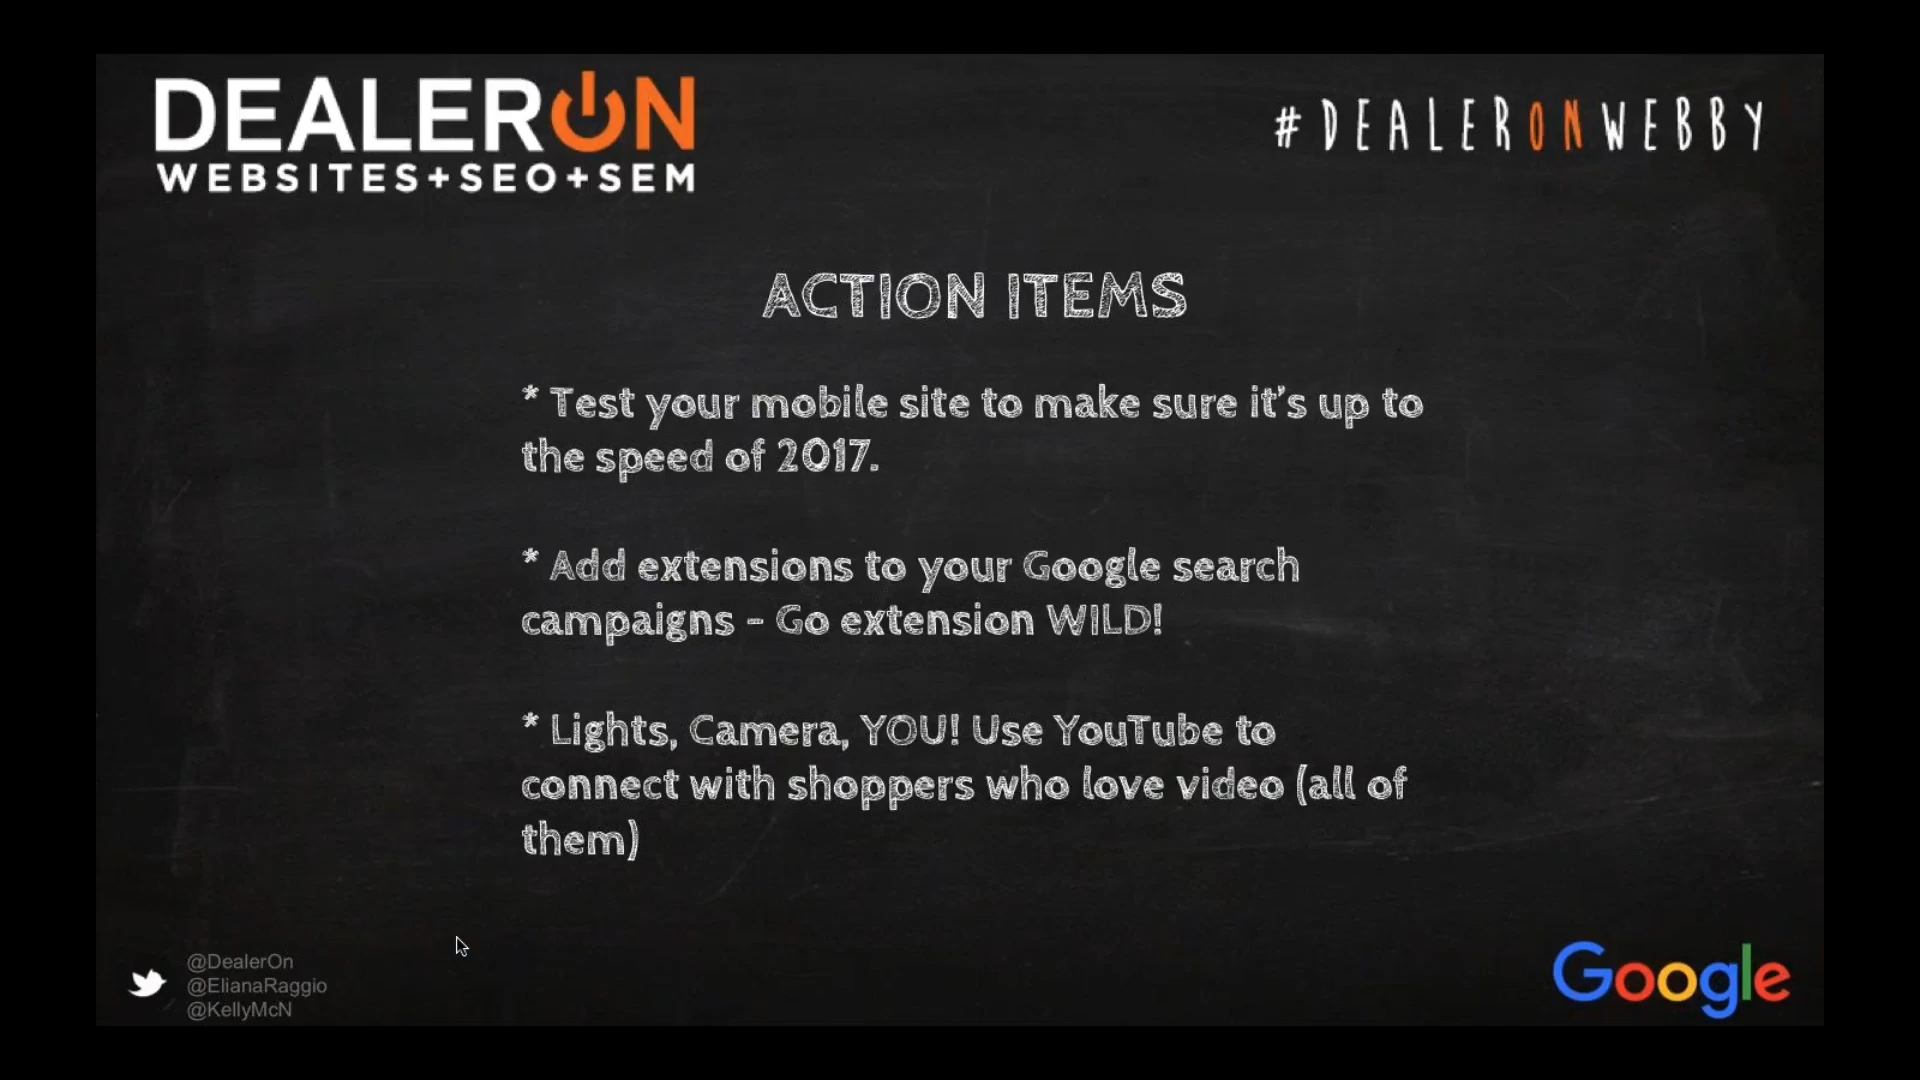 DEALERON
WEBSITES+SEO+SEM
#DEALERONWEBBY
ACTION ITEMS
* Test your mobile site to make sure it's up to
the speed of 2017.
* Add extensions to your Google search
campaigns - Go extension WILD!
* Lights, Camera, YOU! Use YouTube to
connect with shoppers who love video (all of
them)
@DealerOn
@ElianaRaggio
@KellyMcN
Google